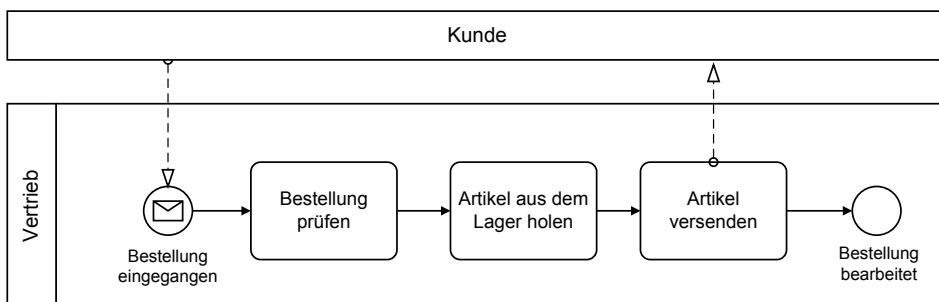 Kunde
Vertrieb
Bestellung
eingegangen
Bestellung
prüfen
Artikel aus dem
Lager holen
Artikel
versenden
Bestellung
bearbeitet